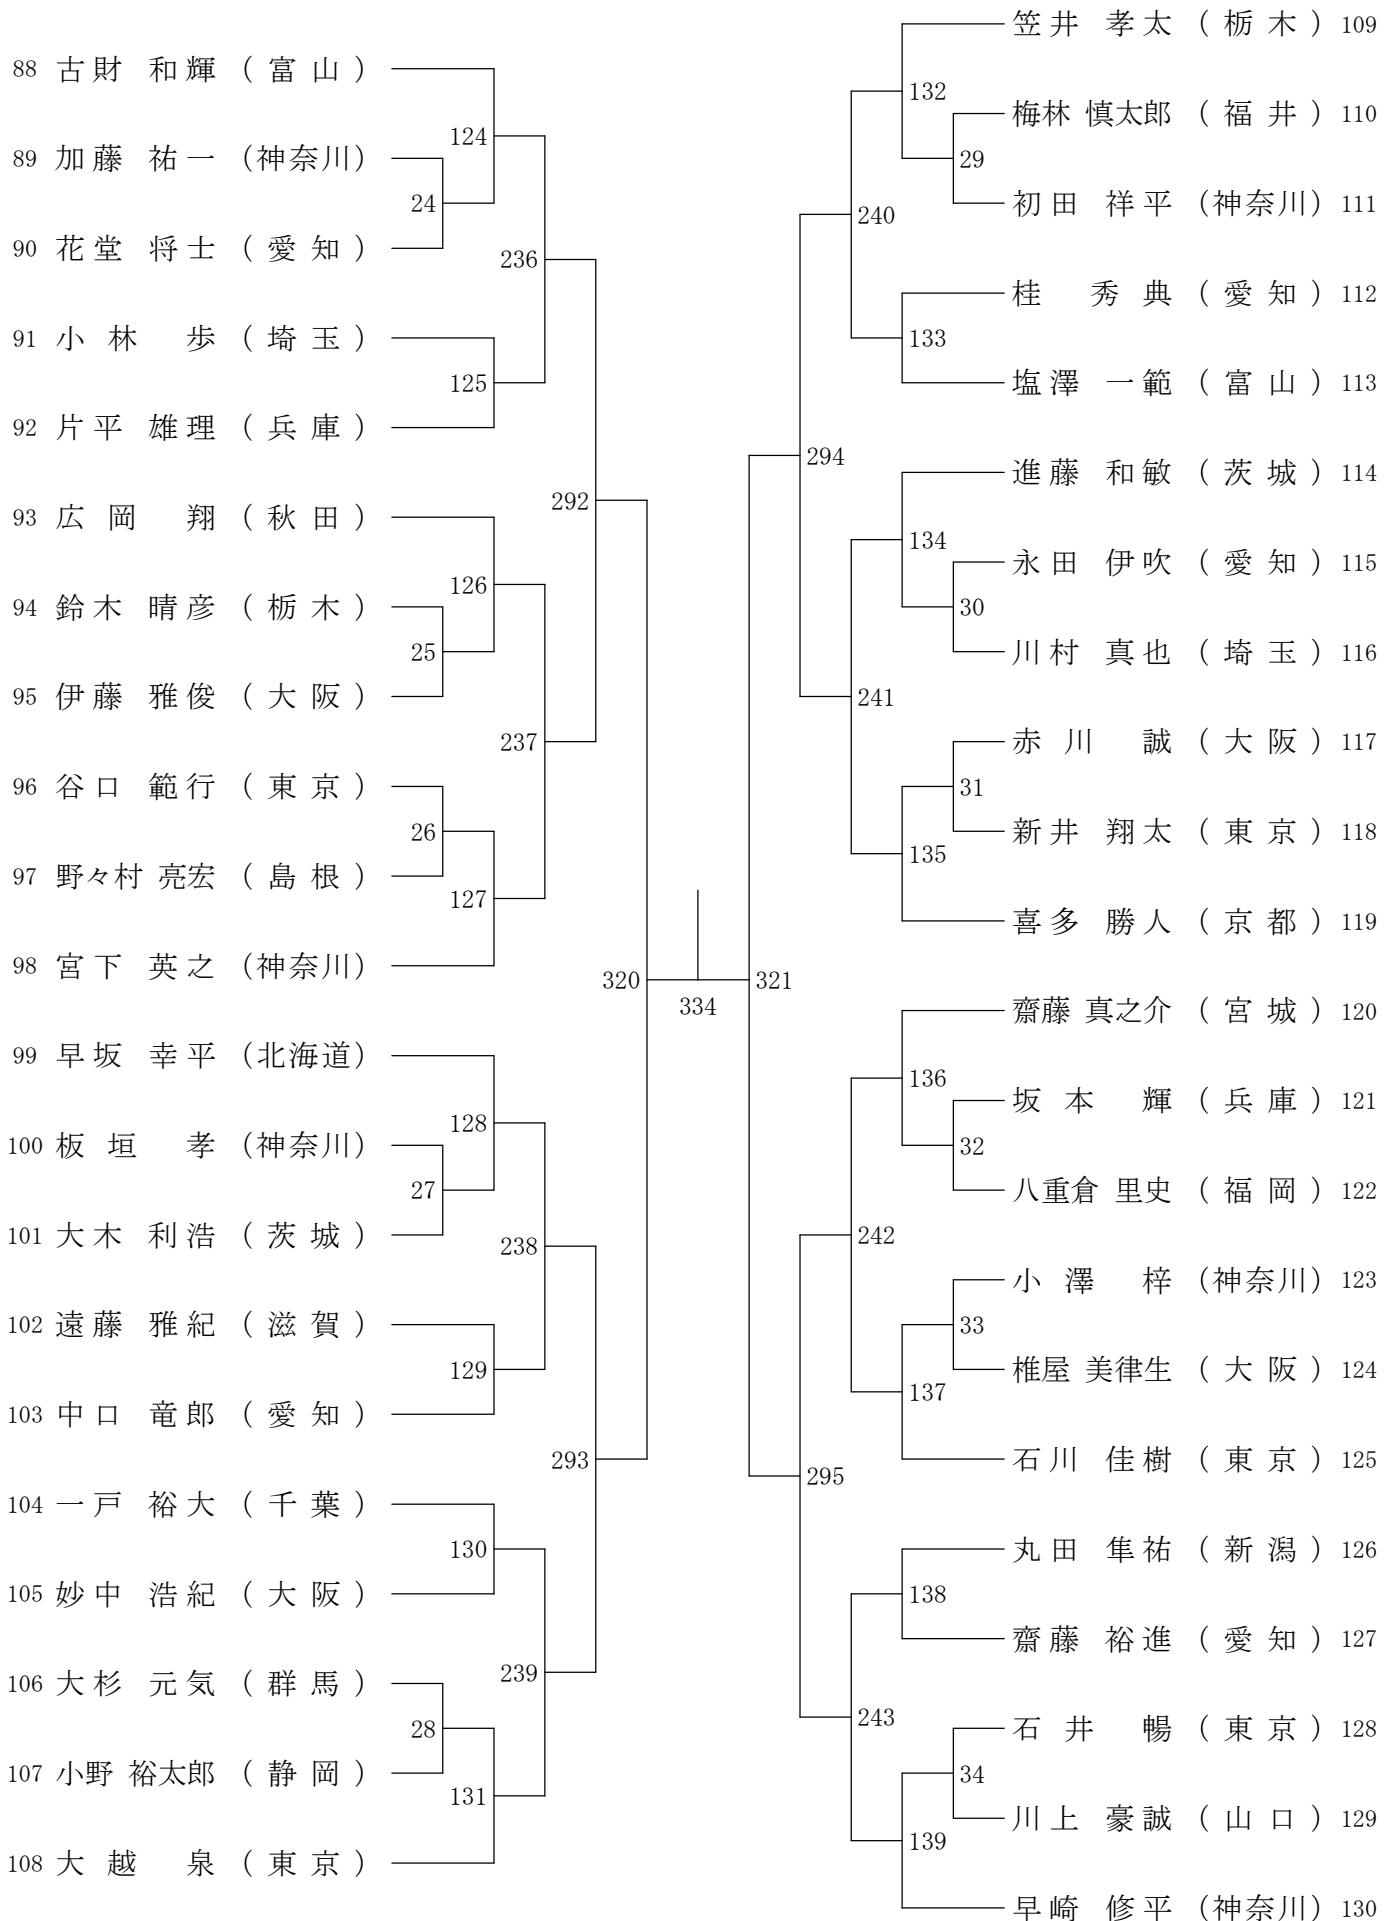 88 古財 和輝 (富山)
89 加藤 祐一 (神奈川)
90 花堂 将士 (愛知)
91 小林 歩 (埼玉)
92 片平 雄理 (兵庫)
93 広岡 翔 (秋田)
94 鈴木 晴彦 (栃木)
95 伊藤 雅俊 (大阪)
96 谷口 範行 (東京)
97 野々村 亮宏 (島根)
98 宮下 英之 (神奈川)
99 早坂 幸平 (北海道)
100 板垣 孝 (神奈川)
101 大木 利浩 (茨城)
102 遠藤 雅紀 (滋賀)
103 中口 竜郎 (愛知)
104 一戸 裕大 (千葉)
105 妙中 浩紀 (大阪)
106 大杉 元気 (群馬)
107 小野 裕太郎 (静岡)
108 大越 泉 (東京)
24
25
26
27
28
124
125
126
127
128
129
130
131
236
237
238
239
292
293
320
334
321
294
295
240
241
242
243
132
133
134
135
136
137
138
139
29
30
31
32
33
34
笠井 孝太 (栃木) 109
梅林 慎太郎 (福井) 110
初田 祥平 (神奈川) 111
桂 秀典 (愛知) 112
塩澤 一範 (富山) 113
進藤 和敏 (茨城) 114
永田 伊吹 (愛知) 115
川村 真也 (埼玉) 116
赤川 誠 (大阪) 117
新井 翔太 (東京) 118
喜多 勝人 (京都) 119
齋藤 真之介 (宮城) 120
坂本 輝 (兵庫) 121
八重倉 里史 (福岡) 122
小澤 梓 (神奈川) 123
椎屋 美律生 (大阪) 124
石川 佳樹 (東京) 125
丸田 隼祐 (新潟) 126
齋藤 裕進 (愛知) 127
石井 暢 (東京) 128
川上 豪誠 (山口) 129
早崎 修平 (神奈川) 130